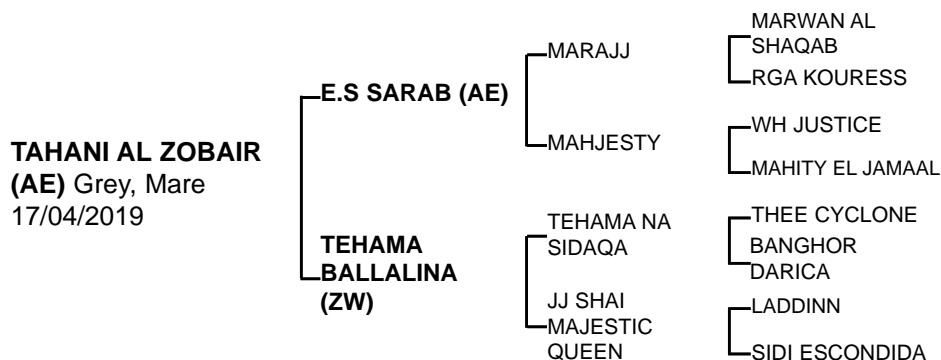 TAHANI AL ZOBAIR
(AE) Grey, Mare
17/04/2019
E.S SARAB (AE)
TEHAMA
BALLALINA
(ZW)
MARAJJ
MAHJESTY
TEHAMA NA
SIDAQA
JJ SHAI
MAJESTIC
QUEEN
MARWAN AL
SHAQAB
RGA KOURESS
WH JUSTICE
MAHITY EL JAMAAL
THEE CYCLONE
BANGHOR
DARICA
LADDINN
SIDI ESCONDIDA